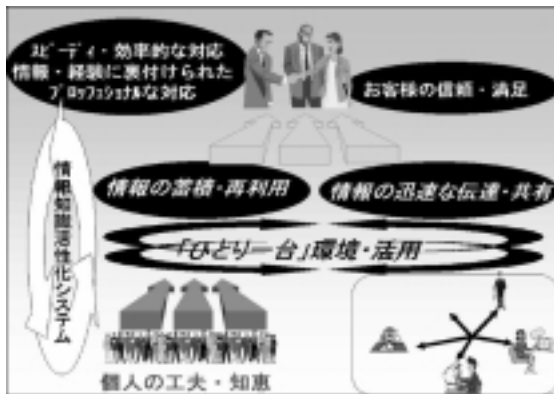 スピーディ・効率的な対応
情報・経験に裏付けられた
プロフェッショナルな対応
お客様の信頼・満足
情報知識活性化システム
情報の蓄積・再利用
情報の迅速な伝達・共有
「ひとり一台」環境・活用
個人の工夫・知恵